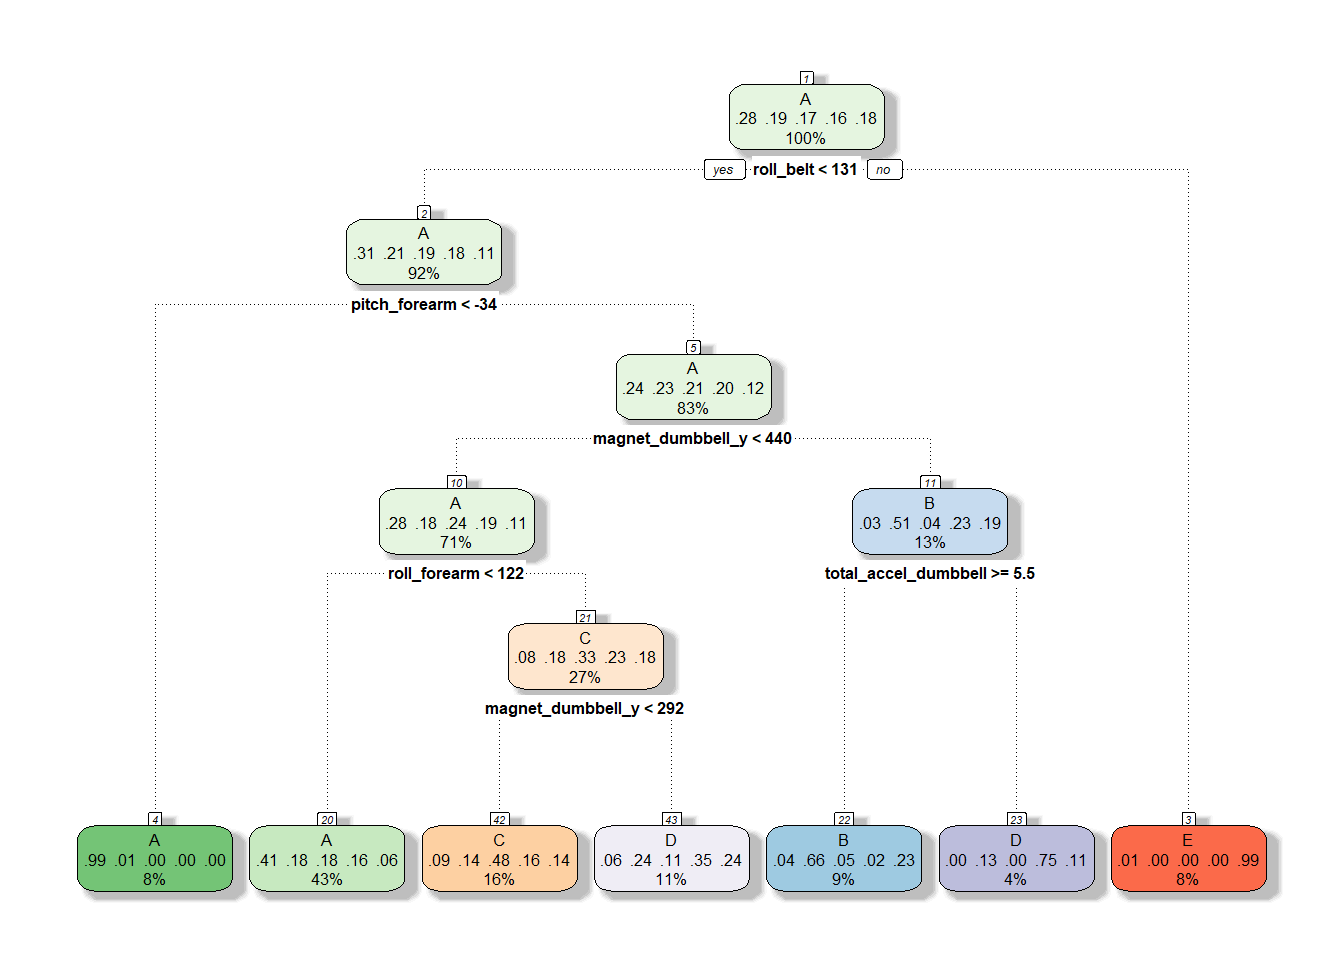 1
A
.28 .19 .17 .16 .18
100%
yes roll_belt < 131 no
2
A
.31 .21 .19 .18 .11
92%
pitch_forearm < -34
5
A
.24 .23 .21 .20 .12
83%
magnet_dumbbell_y < 440
10
A
.28 .18 .24 .19 .11
71%
roll_forearm < 122
11
B
.03 .51 .04 .23 .19
13%
total_accel_dumbbell >= 5.5
21
C
.08 .18 .33 .23 .18
27%
magnet_dumbbell_y < 292
4
A
.99 .01 .00 .00 .00
8%
20
A
.41 .18 .18 .16 .06
43%
42
C
.09 .14 .48 .16 .14
16%
43
D
.06 .24 .11 .35 .24
11%
22
B
.04 .66 .05 .02 .23
9%
23
D
.00 .13 .00 .75 .11
4%
3
E
.01 .00 .00 .00 .99
8%